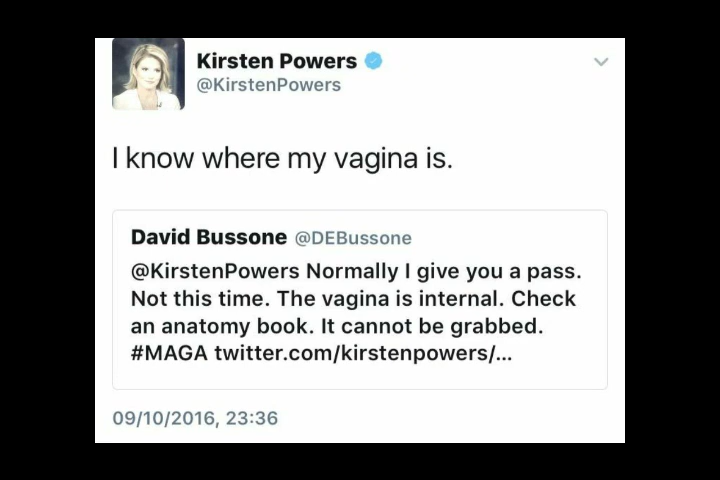 Kirsten Powers
@KirstenPowers
I know where my vagina is.
David Bussone @DEBussone
@KirstenPowers Normally I give you a pass.
Not this time. The vagina is internal. Check
an anatomy book. It cannot be grabbed.
#MAGA twitter.com/kirstenpowers/...
09/10/2016, 23:36